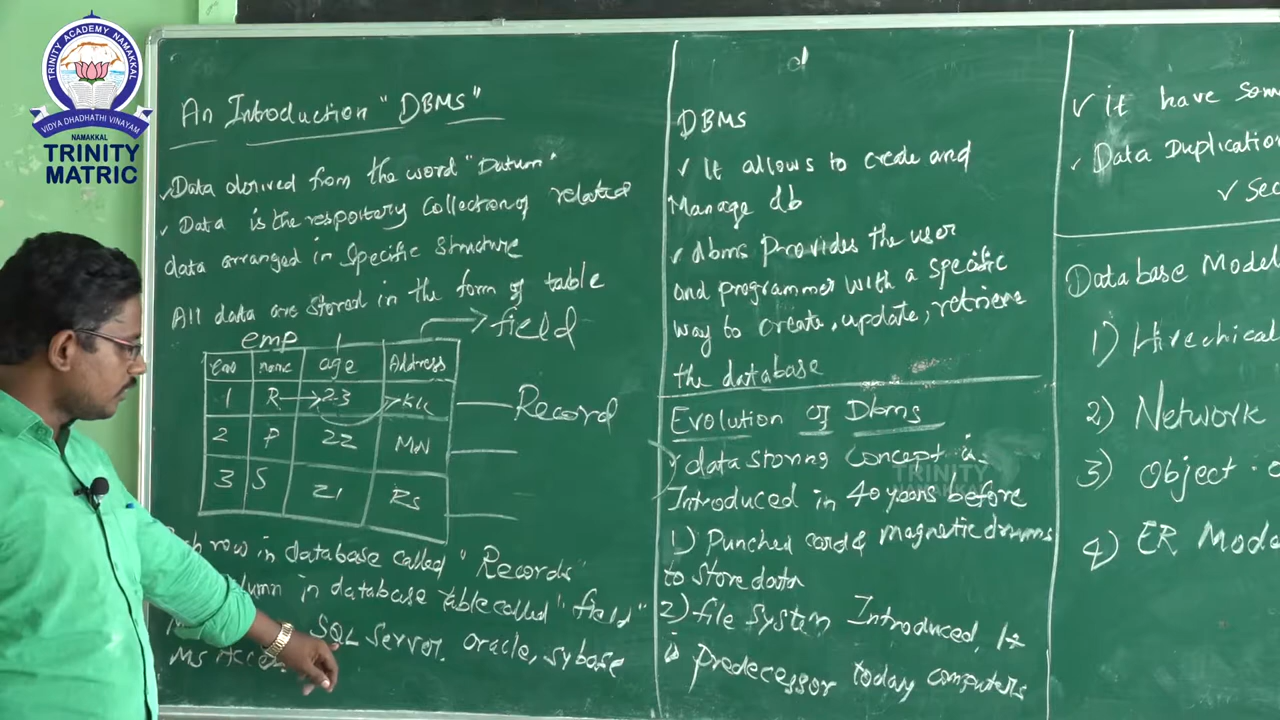 TRINITY ACADEMY NAMAKKAL
VIDYA DHADHATHI VINAYAM
NAMAKKAL
TRINITY
MATRIC
An Introduction "DBMS"
✓ Data derived from the word "Datum"
✓ Data is the respoitary Collection of related
data arranged in Specific Structure
All data are stored in the form of table
emp
field
name age Address
1 R 23 KK
Record
2 P 22 MN
3 S 21 Rs
row in database called "Records"
in database table called "field"
SQL Server, oracle, sybase
Ms
d
DBMS
✓ It allows to create and
Manage db
✓ dbms provides the user
and programmer with a specific
way to create, update, retrieve
the database
Evolution Of Dbms
✓ data storing concept is
TRINITY
NAMAKKAL
Introduced in 40 years before
1) Punched card & magnetic drums
to store data
2) file system Introduced, It
is predecessor today computers
✓ it have som
✓ Data Duplication
✓ Sec
Database Model
1) Hirechical
2) Network
3) Object - o
4) ER Mode